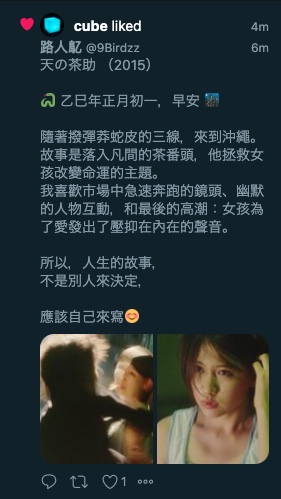 cube liked
4m
路人䰾 @9Birdzz
6m
天の茶助 （2015）
乙巳年正月初一，早安
隨著撥彈莽蛇皮的三線，來到沖繩。
故事是落入凡間的茶番頭，他拯救女
孩改變命運的主題。
我喜歡市場中急速奔跑的鏡頭、幽默
的人物互動，和最後的高潮：女孩為
了愛發出了壓抑在內在的聲音。
所以，人生的故事，
不是別人來決定，
應該自己來寫😊
1